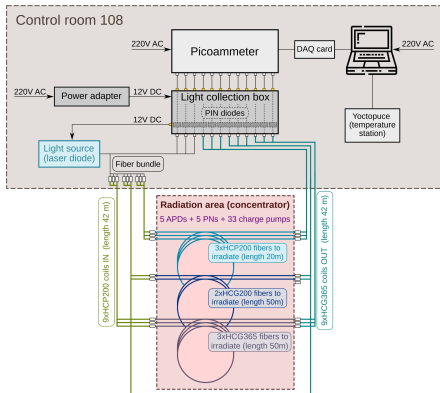 Control room 108
220V AC
Picoammeter
DAQ card
220V AC
220V AC
Power adapter
12V DC
Light collection box
PIN diodes
12V DC
Yoctopuce
(temperature
station)
Light source
(laser diode)
Fiber bundle
9xHCP200 coils IN (length 42 m)
Radiation area (concentrator)
5 APDs + 5 PNs + 33 charge pumps
3xHCP200 fibers to
irradiate (length 20m)
2xHCG200 fibers to
irradiate (length 50m)
3xHCG365 fibers to
irradiate (length 50m)
9xHCG365 coils OUT (length 42 m)